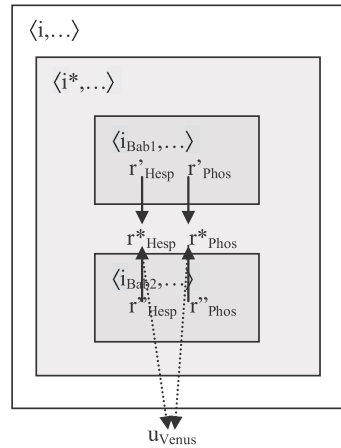 ⟨i,…⟩
⟨i*,…⟩
⟨i_Bab1,…⟩
r’_Hesp r’_Phos
r*_Hesp r*_Phos
⟨i_Bab2,…⟩
r”_Hesp r”_Phos
u_Venus